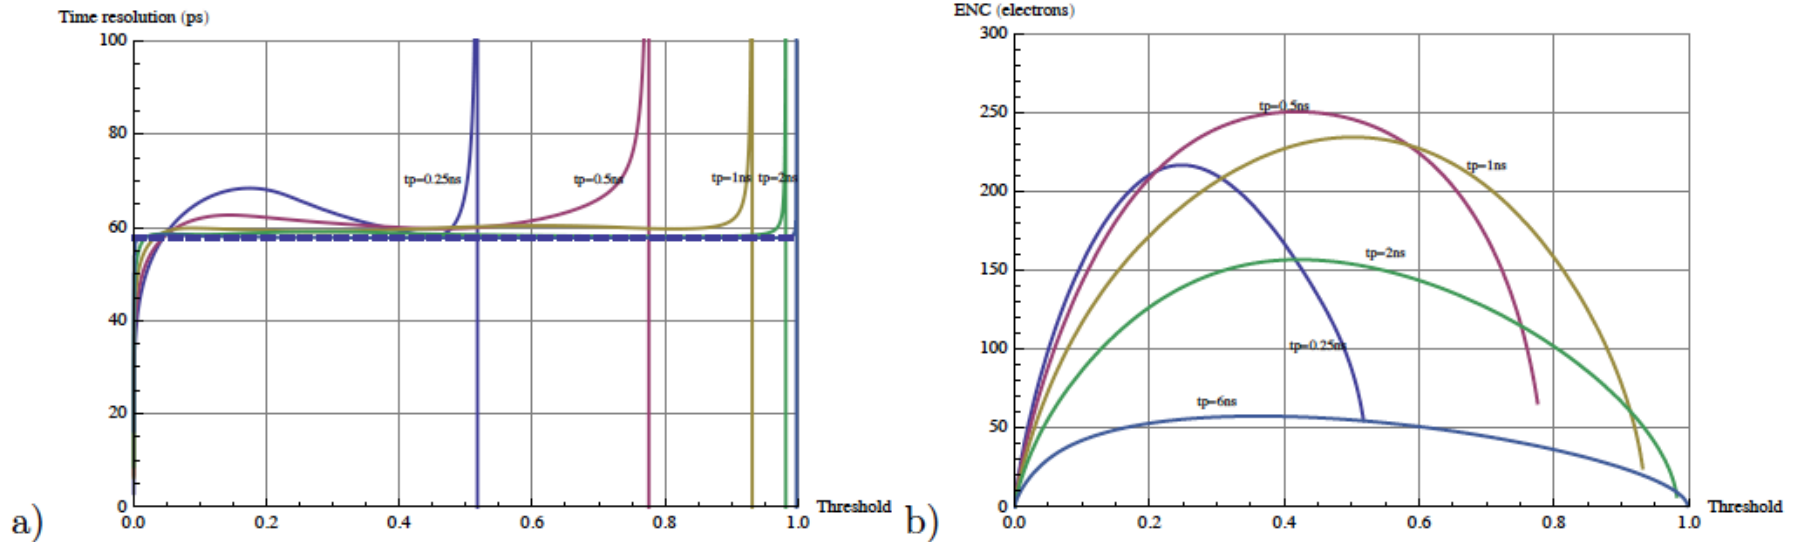 Time resolution (ps)
100
80
60
40
20
0
0.0
0.2
0.4
0.6
0.8
1.0
Threshold
tp=0.25ns
tp=0.5ns
tp=1ns
tp=2ns
a)
ENC (electrons)
300
250
200
150
100
50
0
0.0
0.2
0.4
0.6
0.8
1.0
Threshold
tp=0.5ns
tp=1ns
tp=2ns
tp=0.25ns
tp=6ns
b)